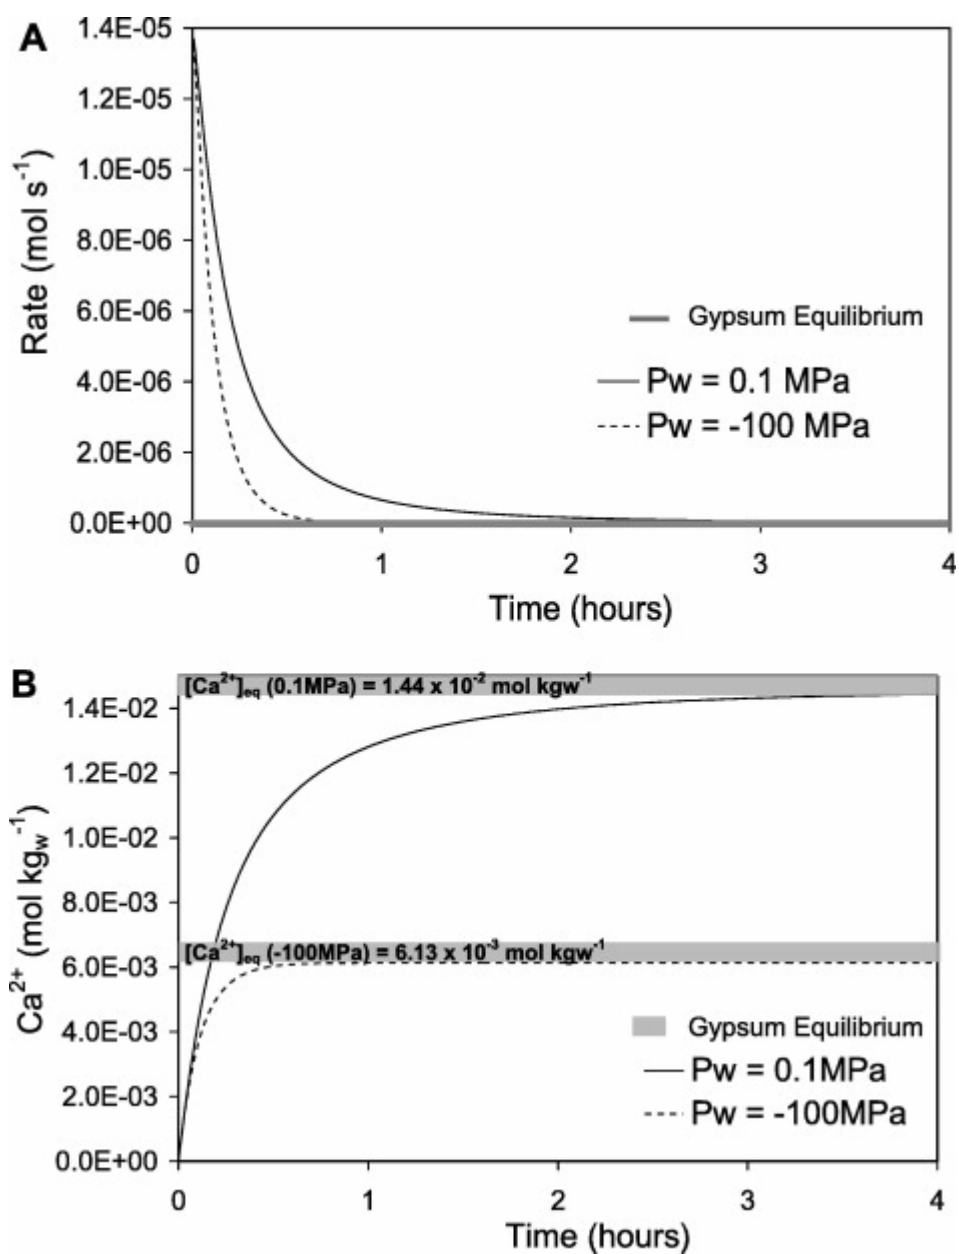 A
1.4E-05
1.2E-05
1.0E-05
8.0E-06
6.0E-06
4.0E-06
2.0E-06
0.0E+00
Rate (mol s⁻¹)
Gypsum Equilibrium
Pw = 0.1 MPa
Pw = -100 MPa
0 1 2 3 4
Time (hours)
B
[Ca²⁺]eq (0.1MPa) = 1.44 x 10⁻² mol kgw⁻¹
1.4E-02
1.2E-02
1.0E-02
8.0E-03
6.0E-03
4.0E-03
2.0E-03
0.0E+00
Ca²⁺ (mol kgw⁻¹)
[Ca²⁺]eq (-100MPa) = 6.13 x 10⁻³ mol kgw⁻¹
Gypsum Equilibrium
Pw = 0.1MPa
Pw = -100MPa
0 1 2 3 4
Time (hours)